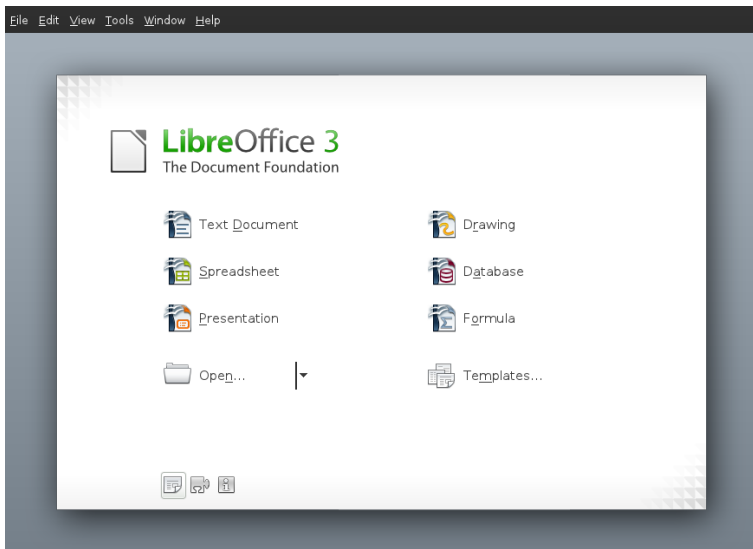 File Edit View Tools Window Help
LibreOffice 3
The Document Foundation
Text Document
Drawing
Spreadsheet
Database
Presentation
Formula
Open...
Templates...